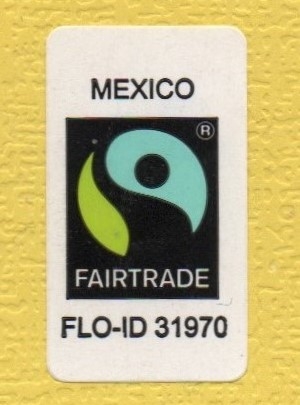 MEXICO
®
FAIRTRADE
FLO-ID 31970